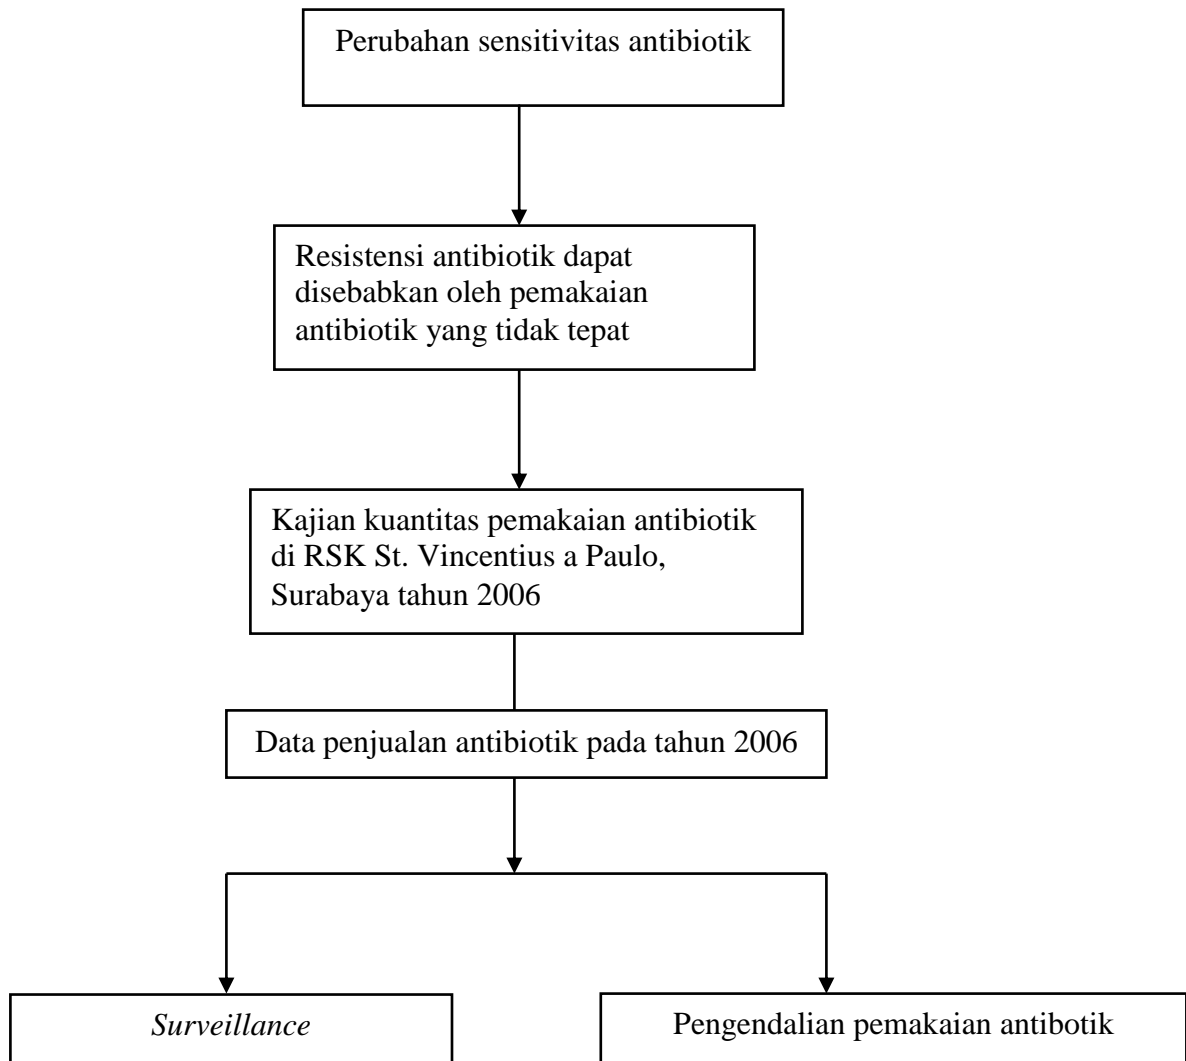 Perubahan sensitivitas antibiotik
Resistensi antibiotik dapat
disebabkan oleh pemakaian
antibiotik yang tidak tepat
Kajian kuantitas pemakaian antibiotik
di RSK St. Vincentius a Paulo,
Surabaya tahun 2006
Data penjualan antibiotik pada tahun 2006
Surveillance
Pengendalian pemakaian antibotik